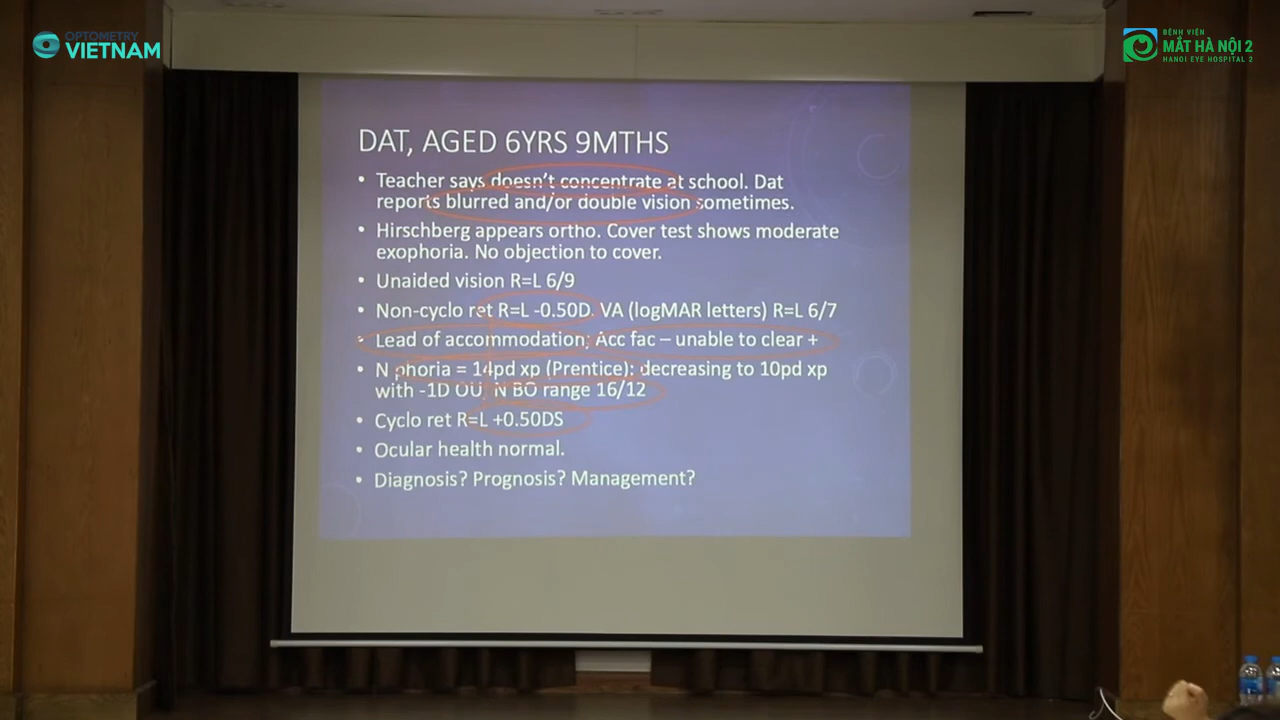 OPTOMETRY
VIETNAM
BỆNH VIỆN
MẮT HÀ NỘI 2
HANOI EYE HOSPITAL 2
DAT, AGED 6YRS 9MTHS
• Teacher says doesn't concentrate at school. Dat
reports blurred and/or double vision sometimes.
• Hirschberg appears ortho. Cover test shows moderate
exophoria. No objection to cover.
• Unaided vision R=L 6/9
• Non-cyclo ret R=L -0.50D. VA (logMAR letters) R=L 6/7
• Lead of accommodation; Acc fac – unable to clear +
• N phoria = 14pd xp (Prentice): decreasing to 10pd xp
with -1D OU N BO range 16/12
• Cyclo ret R=L +0.50DS
• Ocular health normal.
• Diagnosis? Prognosis? Management?